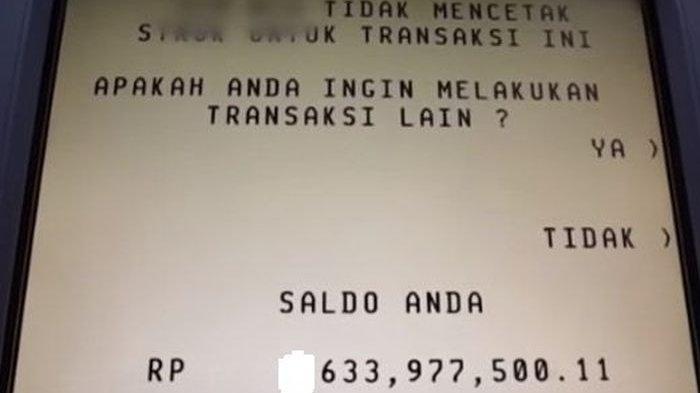 TIDAK MENCETAK
UNTUK TRANSAKSI INI
APAKAH ANDA INGIN MELAKUKAN
TRANSAKSI LAIN ?
YA )
TIDAK )
SALDO ANDA
RP 633,977,500.11